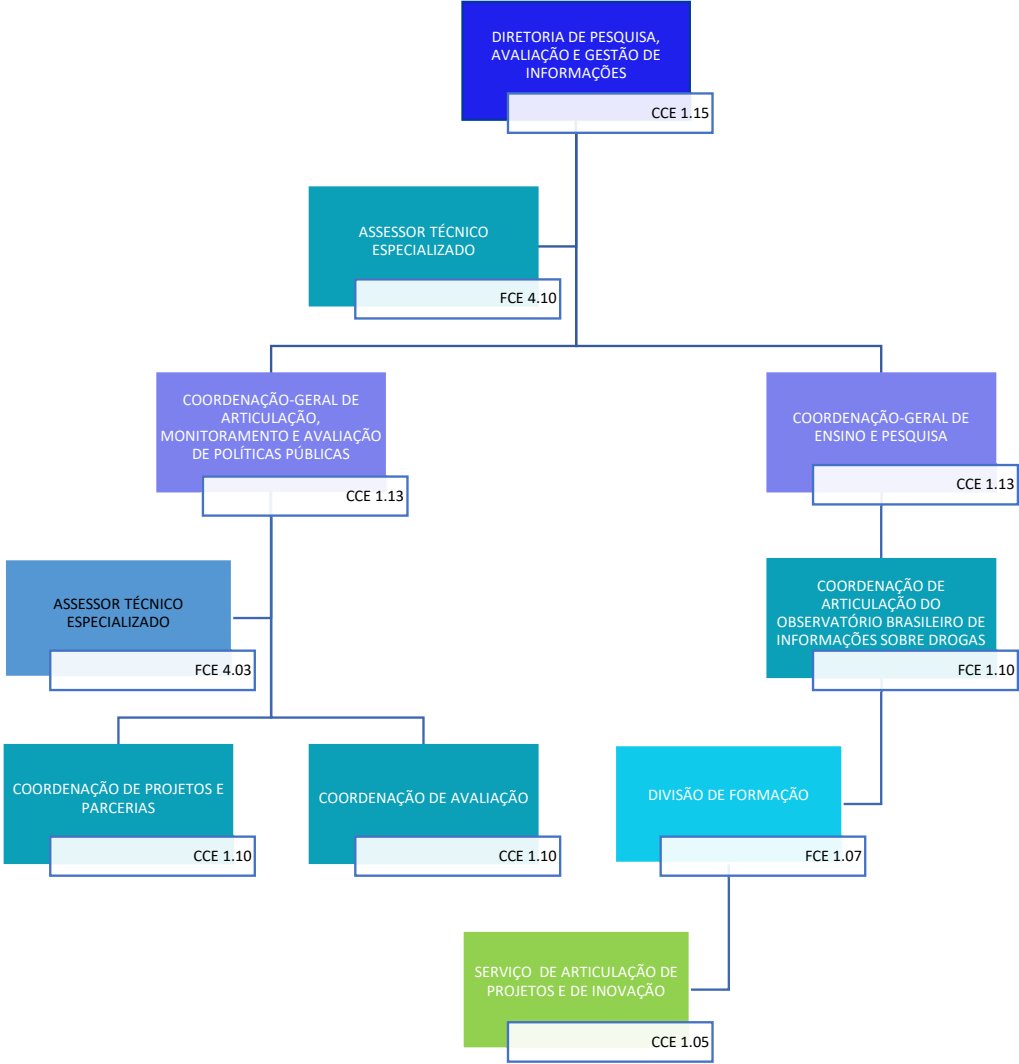 DIRETORIA DE PESQUISA,
AVALIAÇÃO E GESTÃO DE
INFORMAÇÕES
CCE 1.15
ASSESSOR TÉCNICO
ESPECIALIZADO
FCE 4.10
COORDENAÇÃO-GERAL DE
ARTICULAÇÃO,
MONITORAMENTO E AVALIAÇÃO
DE POLÍTICAS PÚBLICAS
CCE 1.13
COORDENAÇÃO-GERAL DE
ENSINO E PESQUISA
CCE 1.13
ASSESSOR TÉCNICO
ESPECIALIZADO
FCE 4.03
COORDENAÇÃO DE
ARTICULAÇÃO DO
OBSERVATÓRIO BRASILEIRO DE
INFORMAÇÕES SOBRE DROGAS
FCE 1.10
COORDENAÇÃO DE PROJETOS E
PARCERIAS
CCE 1.10
COORDENAÇÃO DE AVALIAÇÃO
CCE 1.10
DIVISÃO DE FORMAÇÃO
FCE 1.07
SERVIÇO  DE ARTICULAÇÃO DE
PROJETOS E DE INOVAÇÃO
CCE 1.05